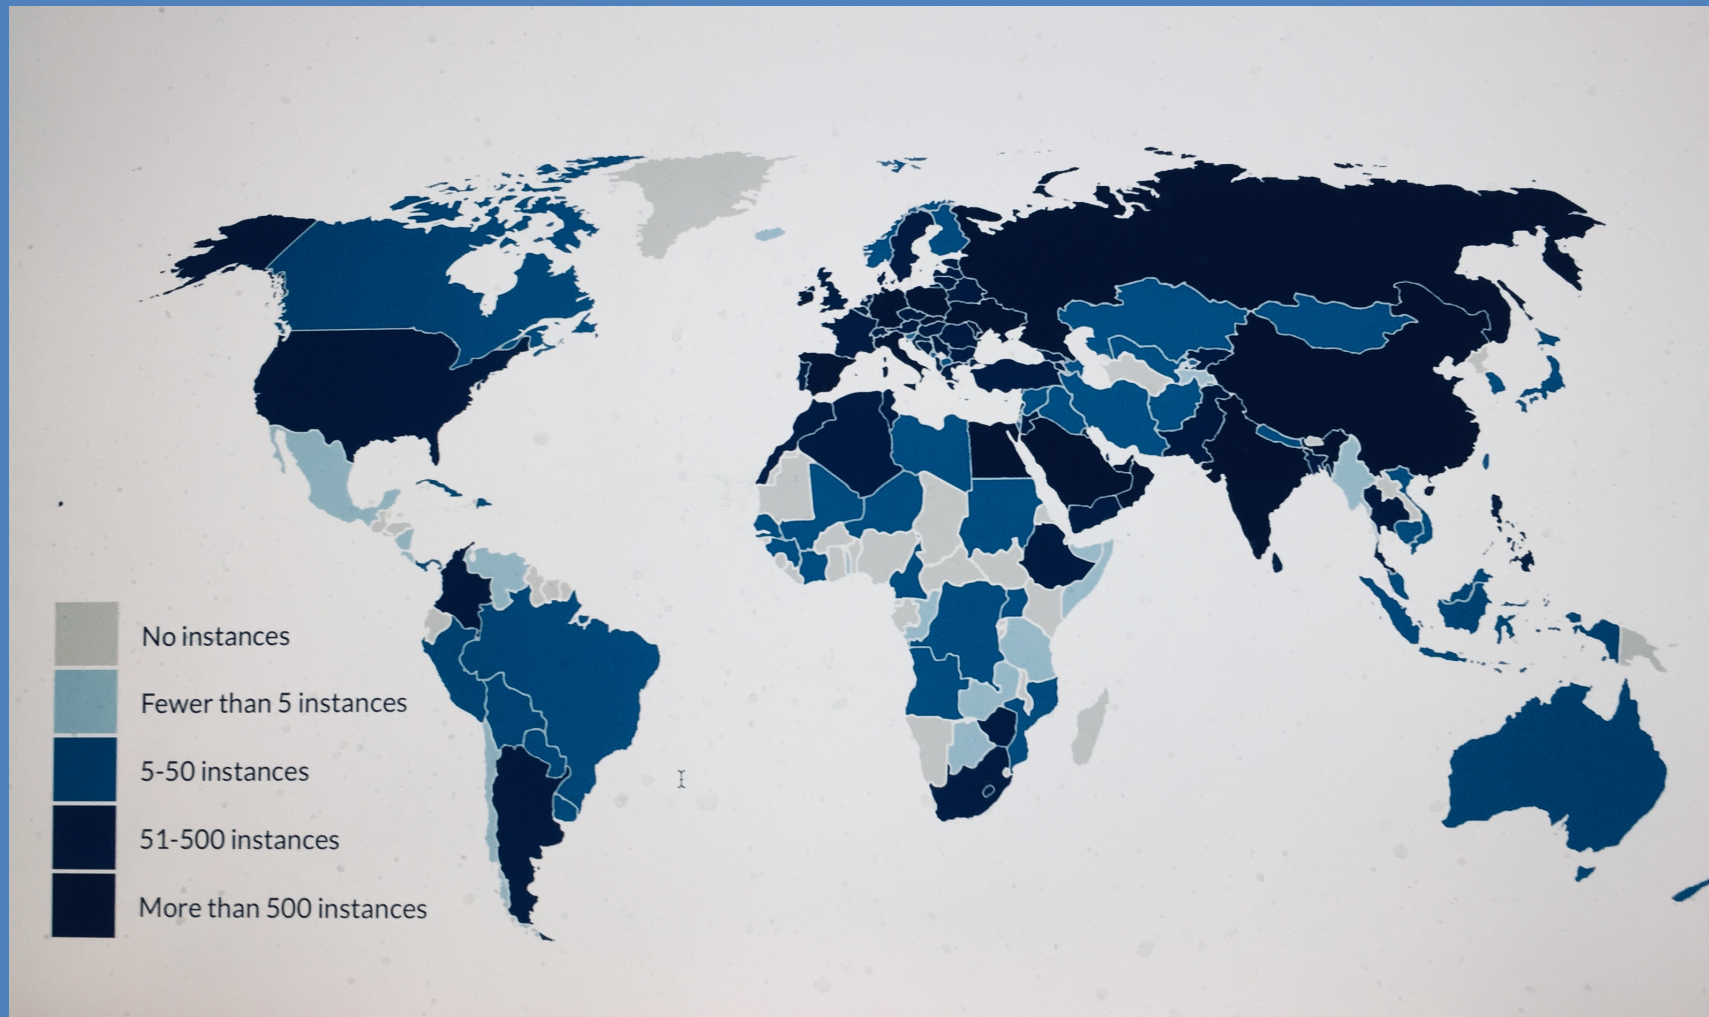 No instances
Fewer than 5 instances
5-50 instances
51-500 instances
More than 500 instances